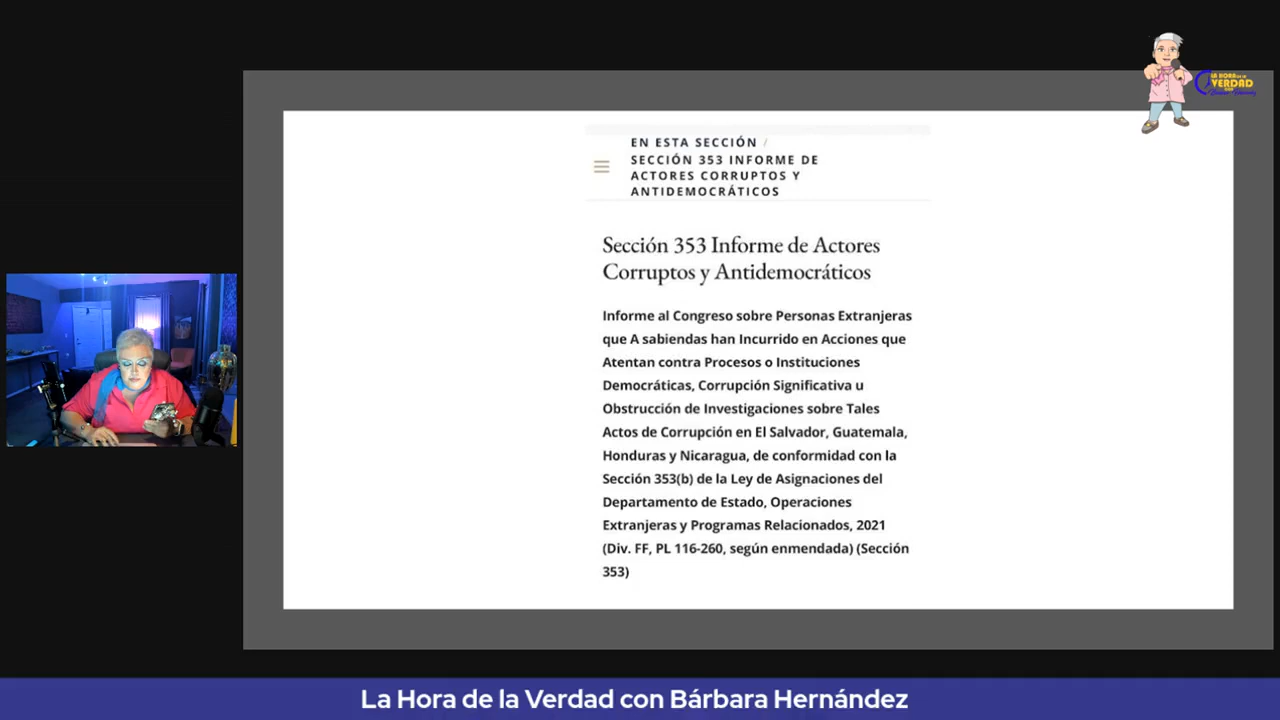 LA HORA DE LA
VERDAD
EN ESTA SECCIÓN /
SECCIÓN 353 INFORME DE
ACTORES CORRUPTOS Y
ANTIDEMOCRÁTICOS
Sección 353 Informe de Actores
Corruptos y Antidemocráticos
Informe al Congreso sobre Personas Extranjeras
que A sabiendas han Incurrido en Acciones que
Atentan contra Procesos o Instituciones
Democráticas, Corrupción Significativa u
Obstrucción de Investigaciones sobre Tales
Actos de Corrupción en El Salvador, Guatemala,
Honduras y Nicaragua, de conformidad con la
Sección 353(b) de la Ley de Asignaciones del
Departamento de Estado, Operaciones
Extranjeras y Programas Relacionados, 2021
(Div. FF, PL 116-260, según enmendada) (Sección
353)
La Hora de la Verdad con Bárbara Hernández